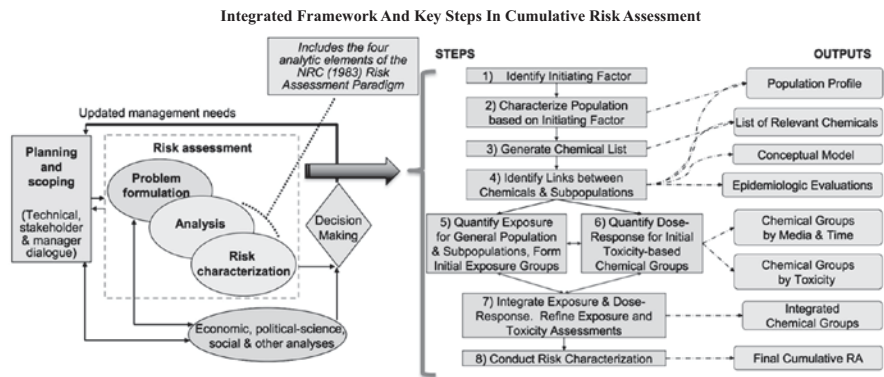 Integrated Framework And Key Steps In Cumulative Risk Assessment
Includes the four
analytic elements of the
NRC (1983) Risk
Assessment Paradigm
Updated management needs
Planning
and
scoping
(Technical,
stakeholder
& manager
dialogue)
Risk assessment
Problem
formulation
Analysis
Risk
characterization
Decision
Making
Economic, political-science,
social & other analyses
STEPS
1) Identify Initiating Factor
2) Characterize Population
based on Initiating Factor
3) Generate Chemical List
4) Identify Links between
Chemicals & Subpopulations
5) Quantify Exposure
for General Population
& Subpopulations, Form
Initial Exposure Groups
6) Quantify Dose-
Response for Initial
Toxicity-based
Chemical Groups
7) Integrate Exposure & Dose-
Response. Refine Exposure and
Toxicity Assessments
8) Conduct Risk Characterization
OUTPUTS
Population Profile
List of Relevant Chemicals
Conceptual Model
Epidemiologic Evaluations
Chemical Groups
by Media & Time
Chemical Groups
by Toxicity
Integrated
Chemical Groups
Final Cumulative RA